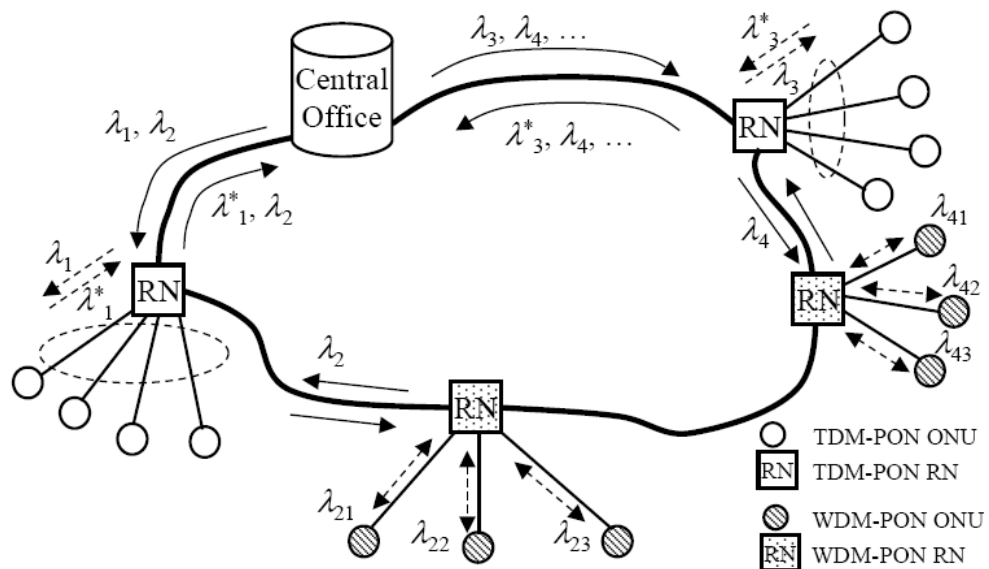 λ3, λ4, …
λ*3
λ3
Central
Office
λ1, λ2
RN
λ*3, λ4, …
λ*1, λ2
λ4
λ41
λ1
λ*1
RN
RN
λ42
λ43
λ2
RN
TDM-PON ONU
RN TDM-PON RN
λ21
λ22
λ23
WDM-PON ONU
RN WDM-PON RN